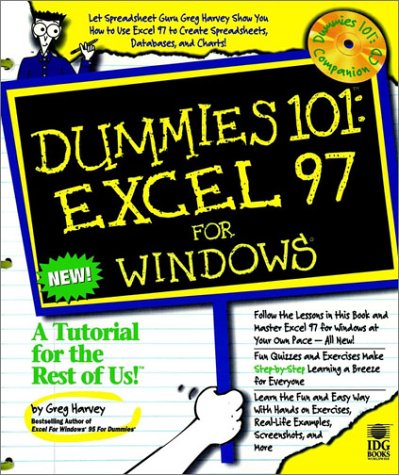 Let Spreadsheet Guru Greg Harvey Show You
How to Use Excel 97 to Create Spreadsheets,
Databases, and Charts!
Dummies 101: CD
Companion
DUMMIES 101:™
EXCEL 97
FOR
WINDOWS®
NEW!
A Tutorial
for the
Rest of Us!™
by Greg Harvey
Bestselling Author of
Excel For Windows® 95 For Dummies®
Follow the Lessons in this Book and
Master Excel 97 for Windows at
Your Own Pace — All New!
Fun Quizzes and Exercises Make
Step-by-Step Learning a Breeze
for Everyone
Learn the Fun and Easy Way
With Hands on Exercises,
Real-Life Examples,
Screenshots, and
More
IDG
BOOKS
WORLDWIDE